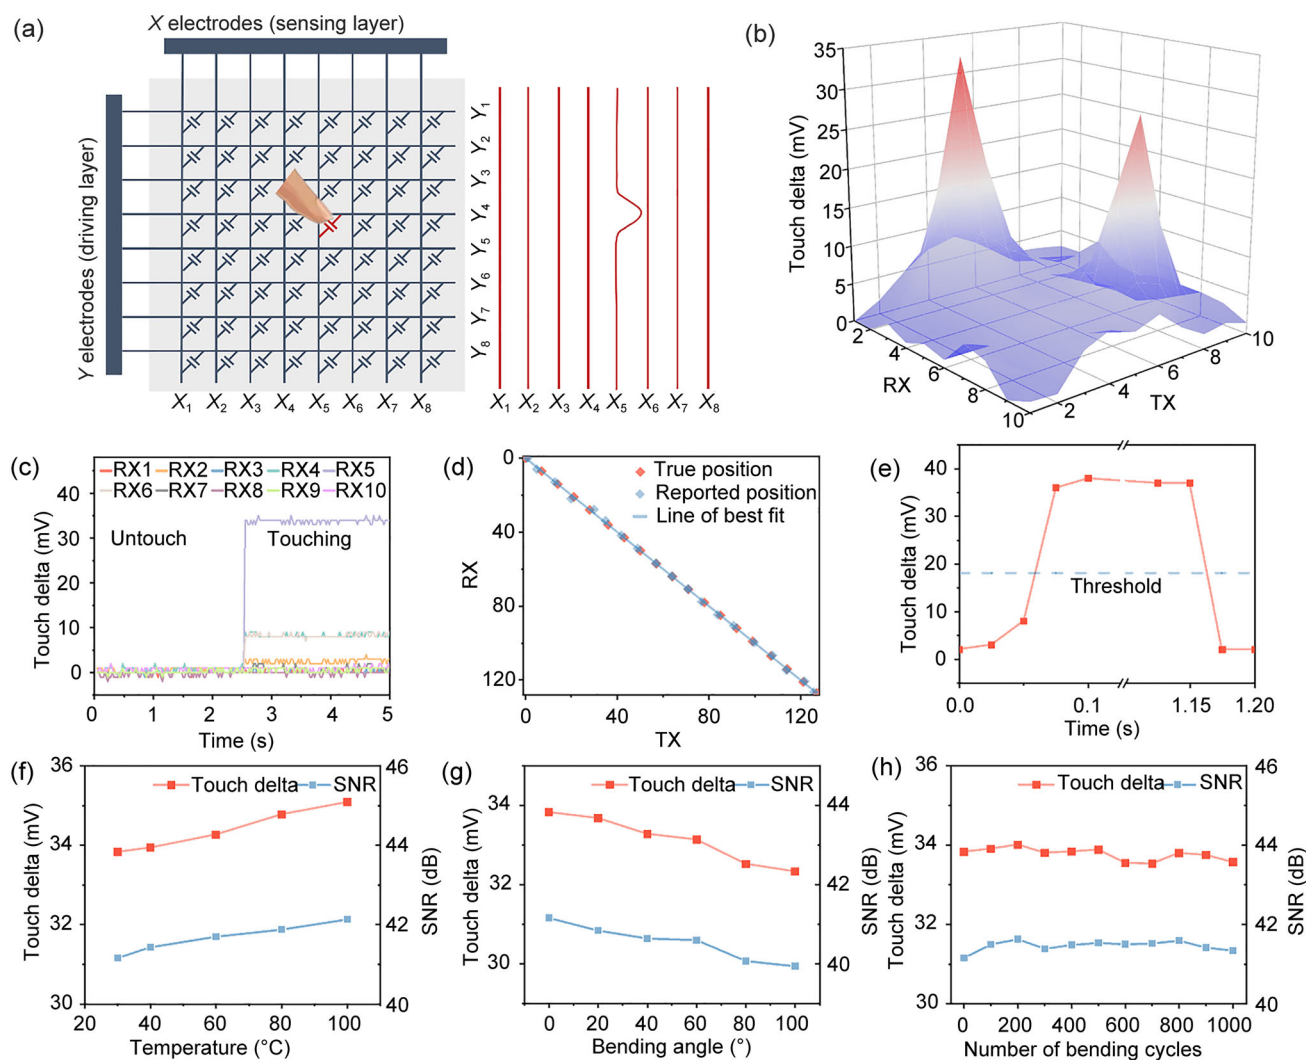 (a)
X electrodes (sensing layer)
Y electrodes (driving layer)
Y1
Y2
Y3
Y4
Y5
Y6
Y7
Y8
X1 X2 X3 X4 X5 X6 X7 X8
X1 X2 X3 X4 X5 X6 X7 X8
(b)
Touch delta (mV)
35
30
25
20
15
10
5
0
2 4 6 8 10
RX
2 4 6 8 10
TX
(c)
RX1 RX2 RX3 RX4 RX5
RX6 RX7 RX8 RX9 RX10
Untouch Touching
Touch delta (mV)
40
30
20
10
0
0 1 2 3 4 5
Time (s)
(d)
True position
Reported position
Line of best fit
RX
0
40
80
120
0 40 80 120
TX
(e)
Touch delta (mV)
40
30
20
10
0
Threshold
0.0 0.1 1.15 1.20
Time (s)
(f)
Touch delta SNR
Touch delta (mV)
36
34
32
30
SNR (dB)
46
44
42
40
40 60 80 100
Temperature (°C)
(g)
Touch delta SNR
Touch delta (mV)
34
32
30
SNR (dB)
44
42
40
0 20 40 60 80 100
Bending angle (°)
(h)
Touch delta SNR
Touch delta (mV)
36
34
32
30
SNR (dB)
46
44
42
40
0 200 400 600 800 1000
Number of bending cycles